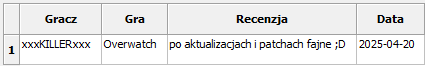 Gracz Gra Recenzja Data
1 xxxKILLERxxx Overwatch po aktualizacjach i patchach fajne ;D 2025-04-20